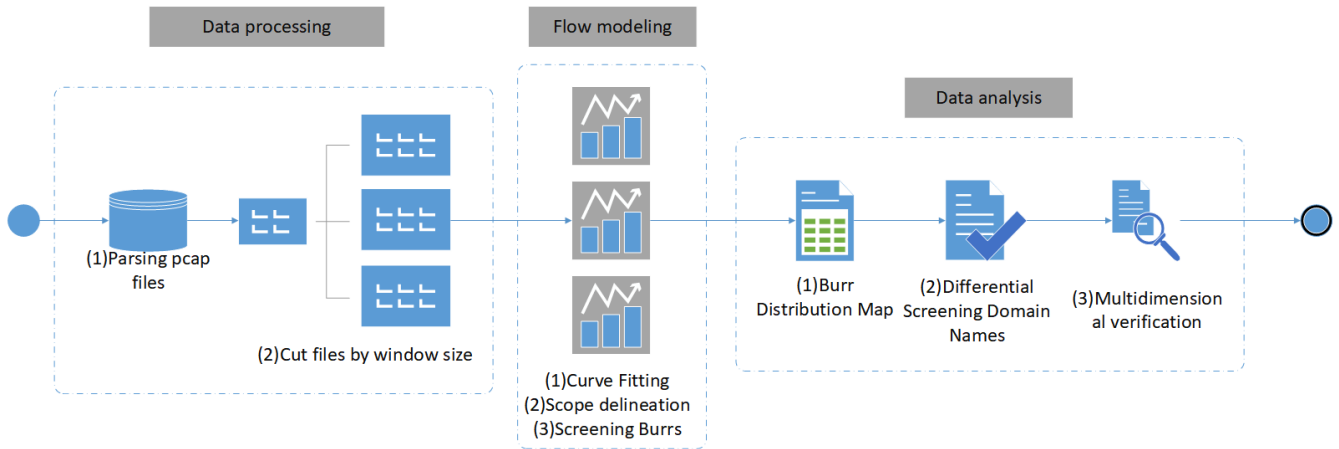 Data processing
Flow modeling
Data analysis
(1)Parsing pcap
files
(2)Cut files by window size
(1)Curve Fitting
(2)Scope delineation
(3)Screening Burrs
(1)Burr
Distribution Map
(2)Differential
Screening Domain
Names
(3)Multidimension
al verification